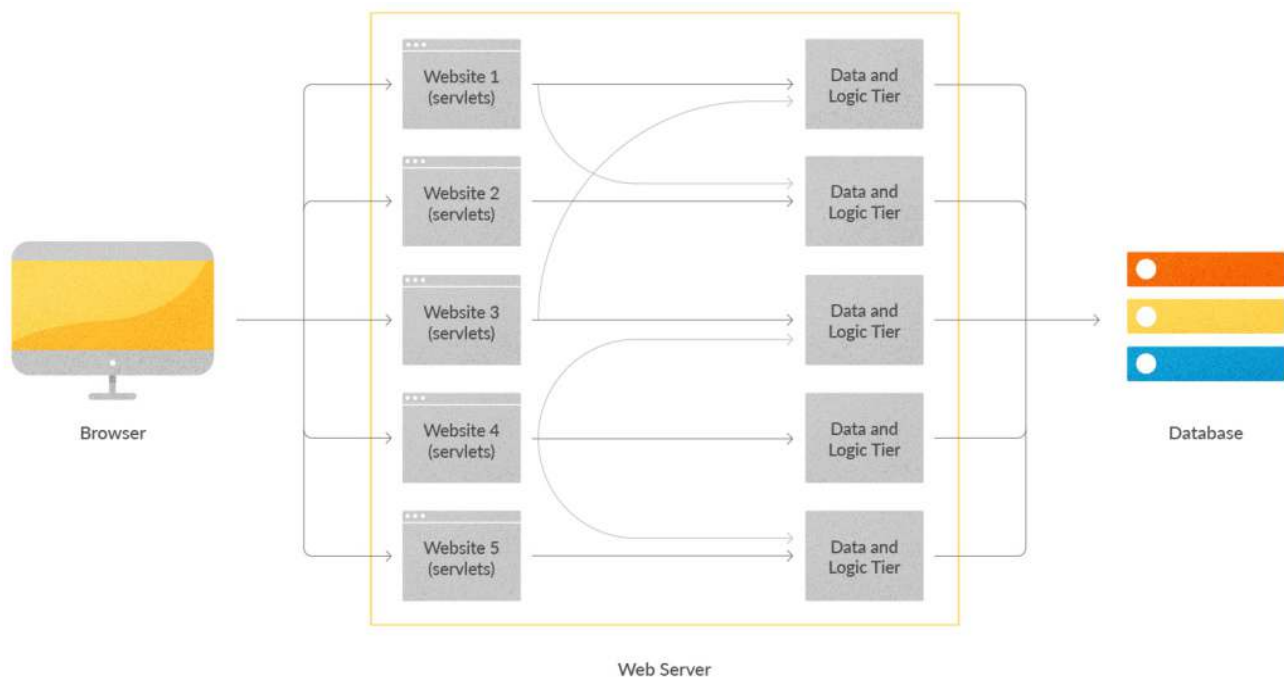 Website 1
(servlets)
Data and
Logic Tier
Website 2
(servlets)
Data and
Logic Tier
Website 3
(servlets)
Data and
Logic Tier
Website 4
(servlets)
Data and
Logic Tier
Website 5
(servlets)
Data and
Logic Tier
Browser
Database
Web Server